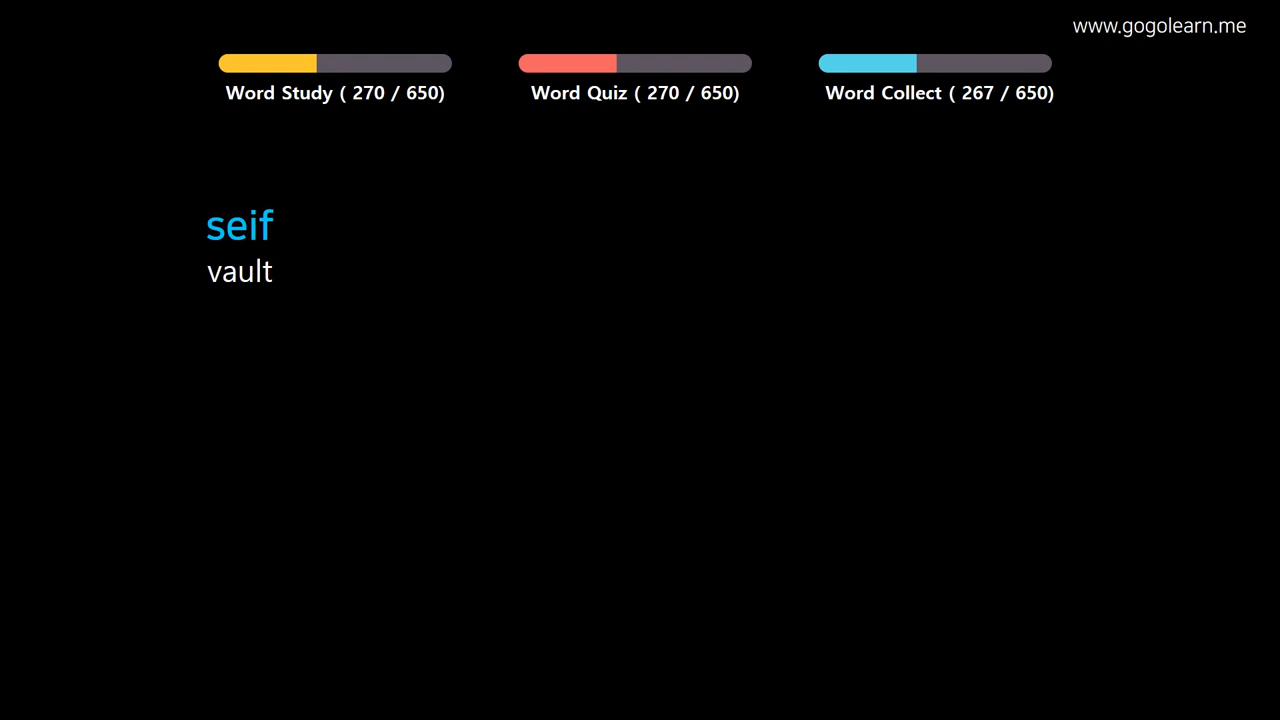 www.gogolearn.me
Word Study ( 270 / 650)
Word Quiz ( 270 / 650)
Word Collect ( 267 / 650)
seif
vault